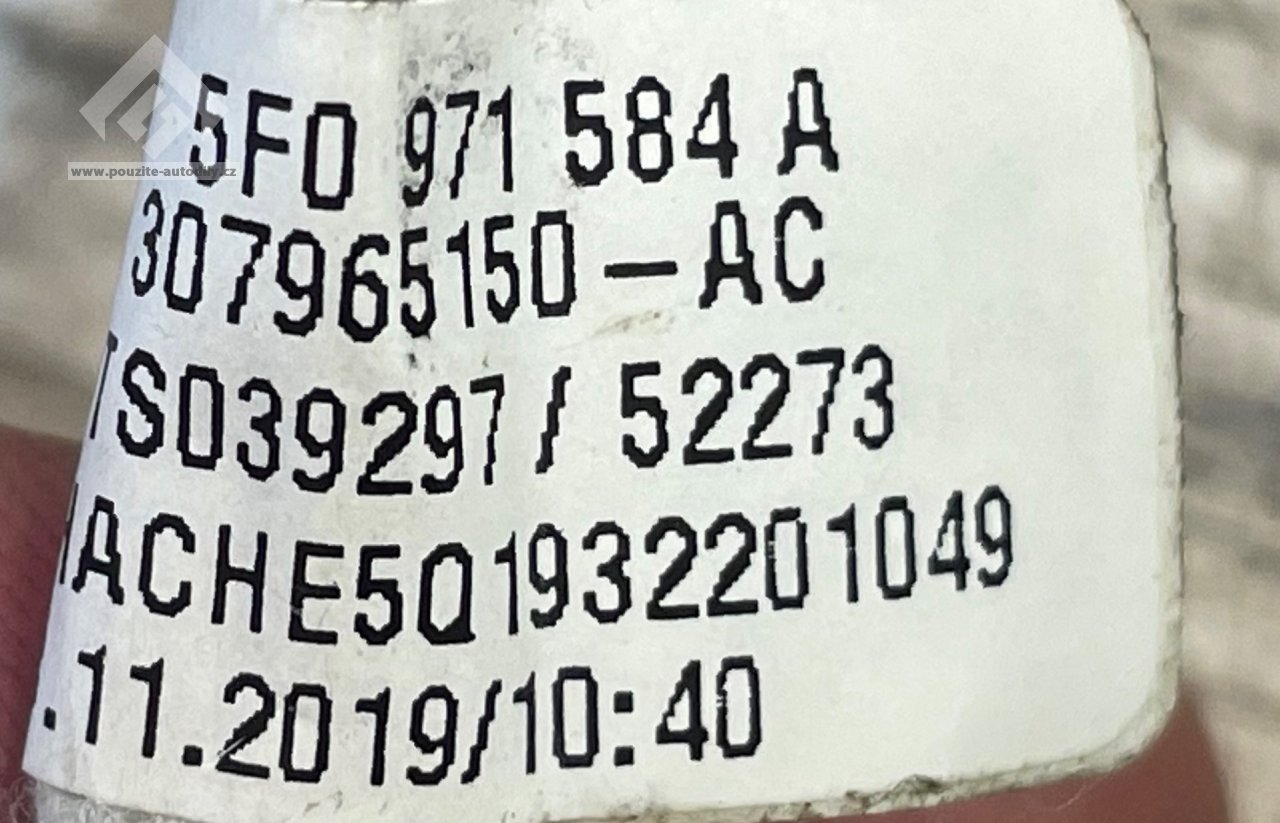 5F0 971 584 A
www.pouzite-autodily.cz
307965150-AC
TS039297/ 52273
ACHE5Q1932201049
.11.2019/10:40